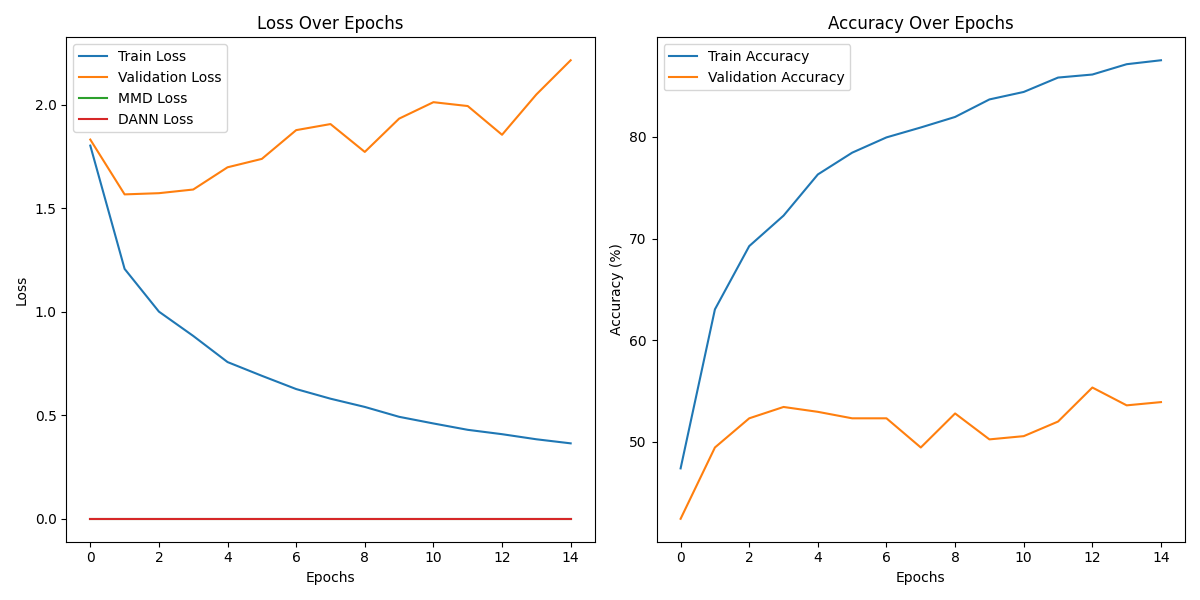 Loss Over Epochs
Train Loss
Validation Loss
MMD Loss
DANN Loss
Loss
2.0
1.5
1.0
0.5
0.0
0 2 4 6 8 10 12 14
Epochs
Accuracy Over Epochs
Train Accuracy
Validation Accuracy
Accuracy (%)
80
70
60
50
0 2 4 6 8 10 12 14
Epochs